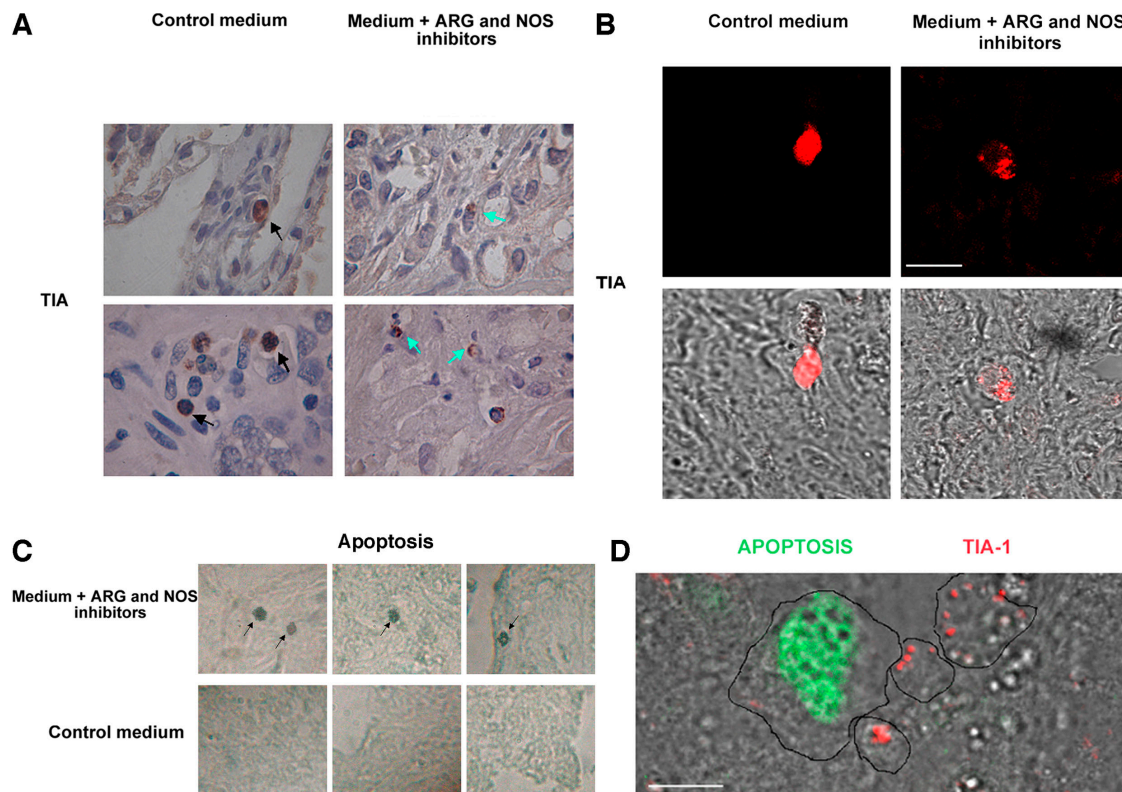 A
Control medium
Medium + ARG and NOS
inhibitors
TIA
B
Control medium
Medium + ARG and NOS
inhibitors
TIA
C
Apoptosis
Medium + ARG and NOS
inhibitors
Control medium
D
APOPTOSIS
TIA-1